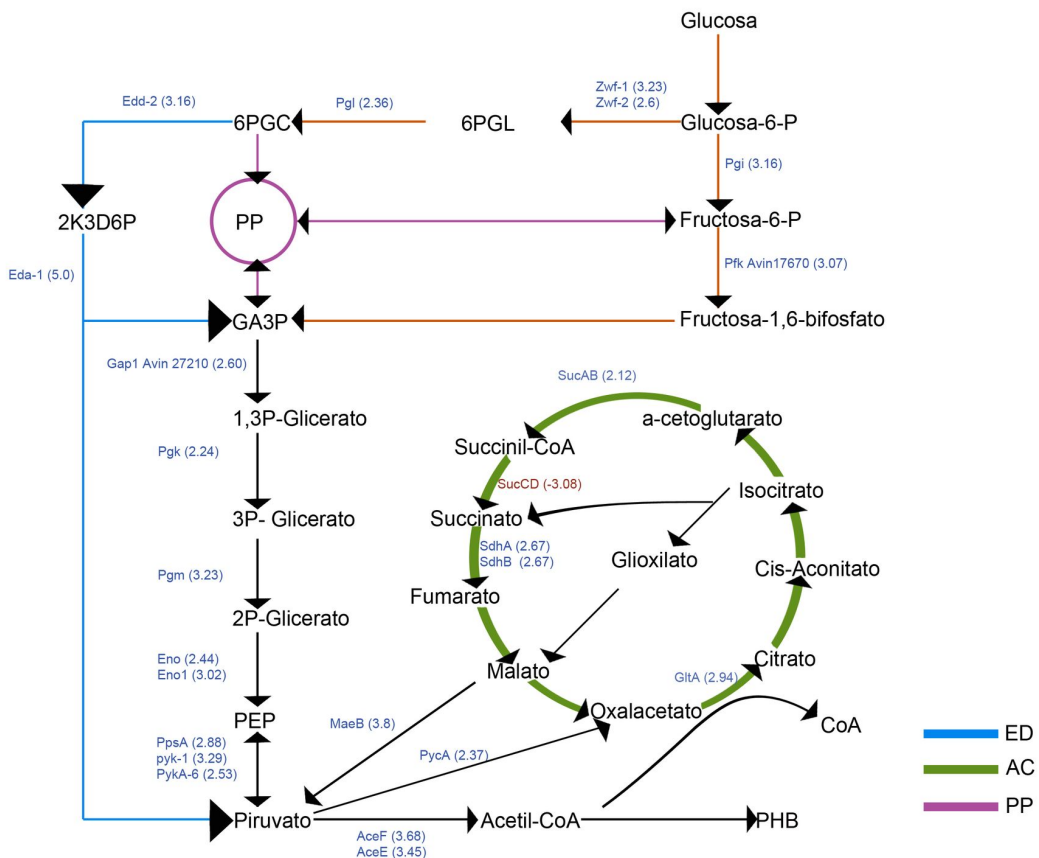 Glucosa
Edd-2 (3.16)
Pgl (2.36)
Zwf-1 (3.23)
Zwf-2 (2.6)
6PGC
6PGL
Glucosa-6-P
Pgi (3.16)
2K3D6P
PP
Fructosa-6-P
Eda-1 (5.0)
Pfk Avin17670 (3.07)
GA3P
Fructosa-1,6-bifosfato
Gap1 Avin 27210 (2.60)
SucAB (2.12)
1,3P-Glicerato
a-cetoglutarato
Pgk (2.24)
Succinil-CoA
SucCD (-3.08)
Isocitrato
3P- Glicerato
Succinato
SdhA (2.67)
SdhB (2.67)
Glioxilato
Cis-Aconitato
Pgm (3.23)
Fumarato
2P-Glicerato
Eno (2.44)
Eno1 (3.02)
Malato
Citrato
GltA (2.94)
PEP
MaeB (3.8)
Oxalacetato
CoA
PpsA (2.88)
pyk-1 (3.29)
PykA-6 (2.53)
PycA (2.37)
ED
AC
PP
Piruvato
Acetil-CoA
PHB
AceF (3.68)
AceE (3.45)